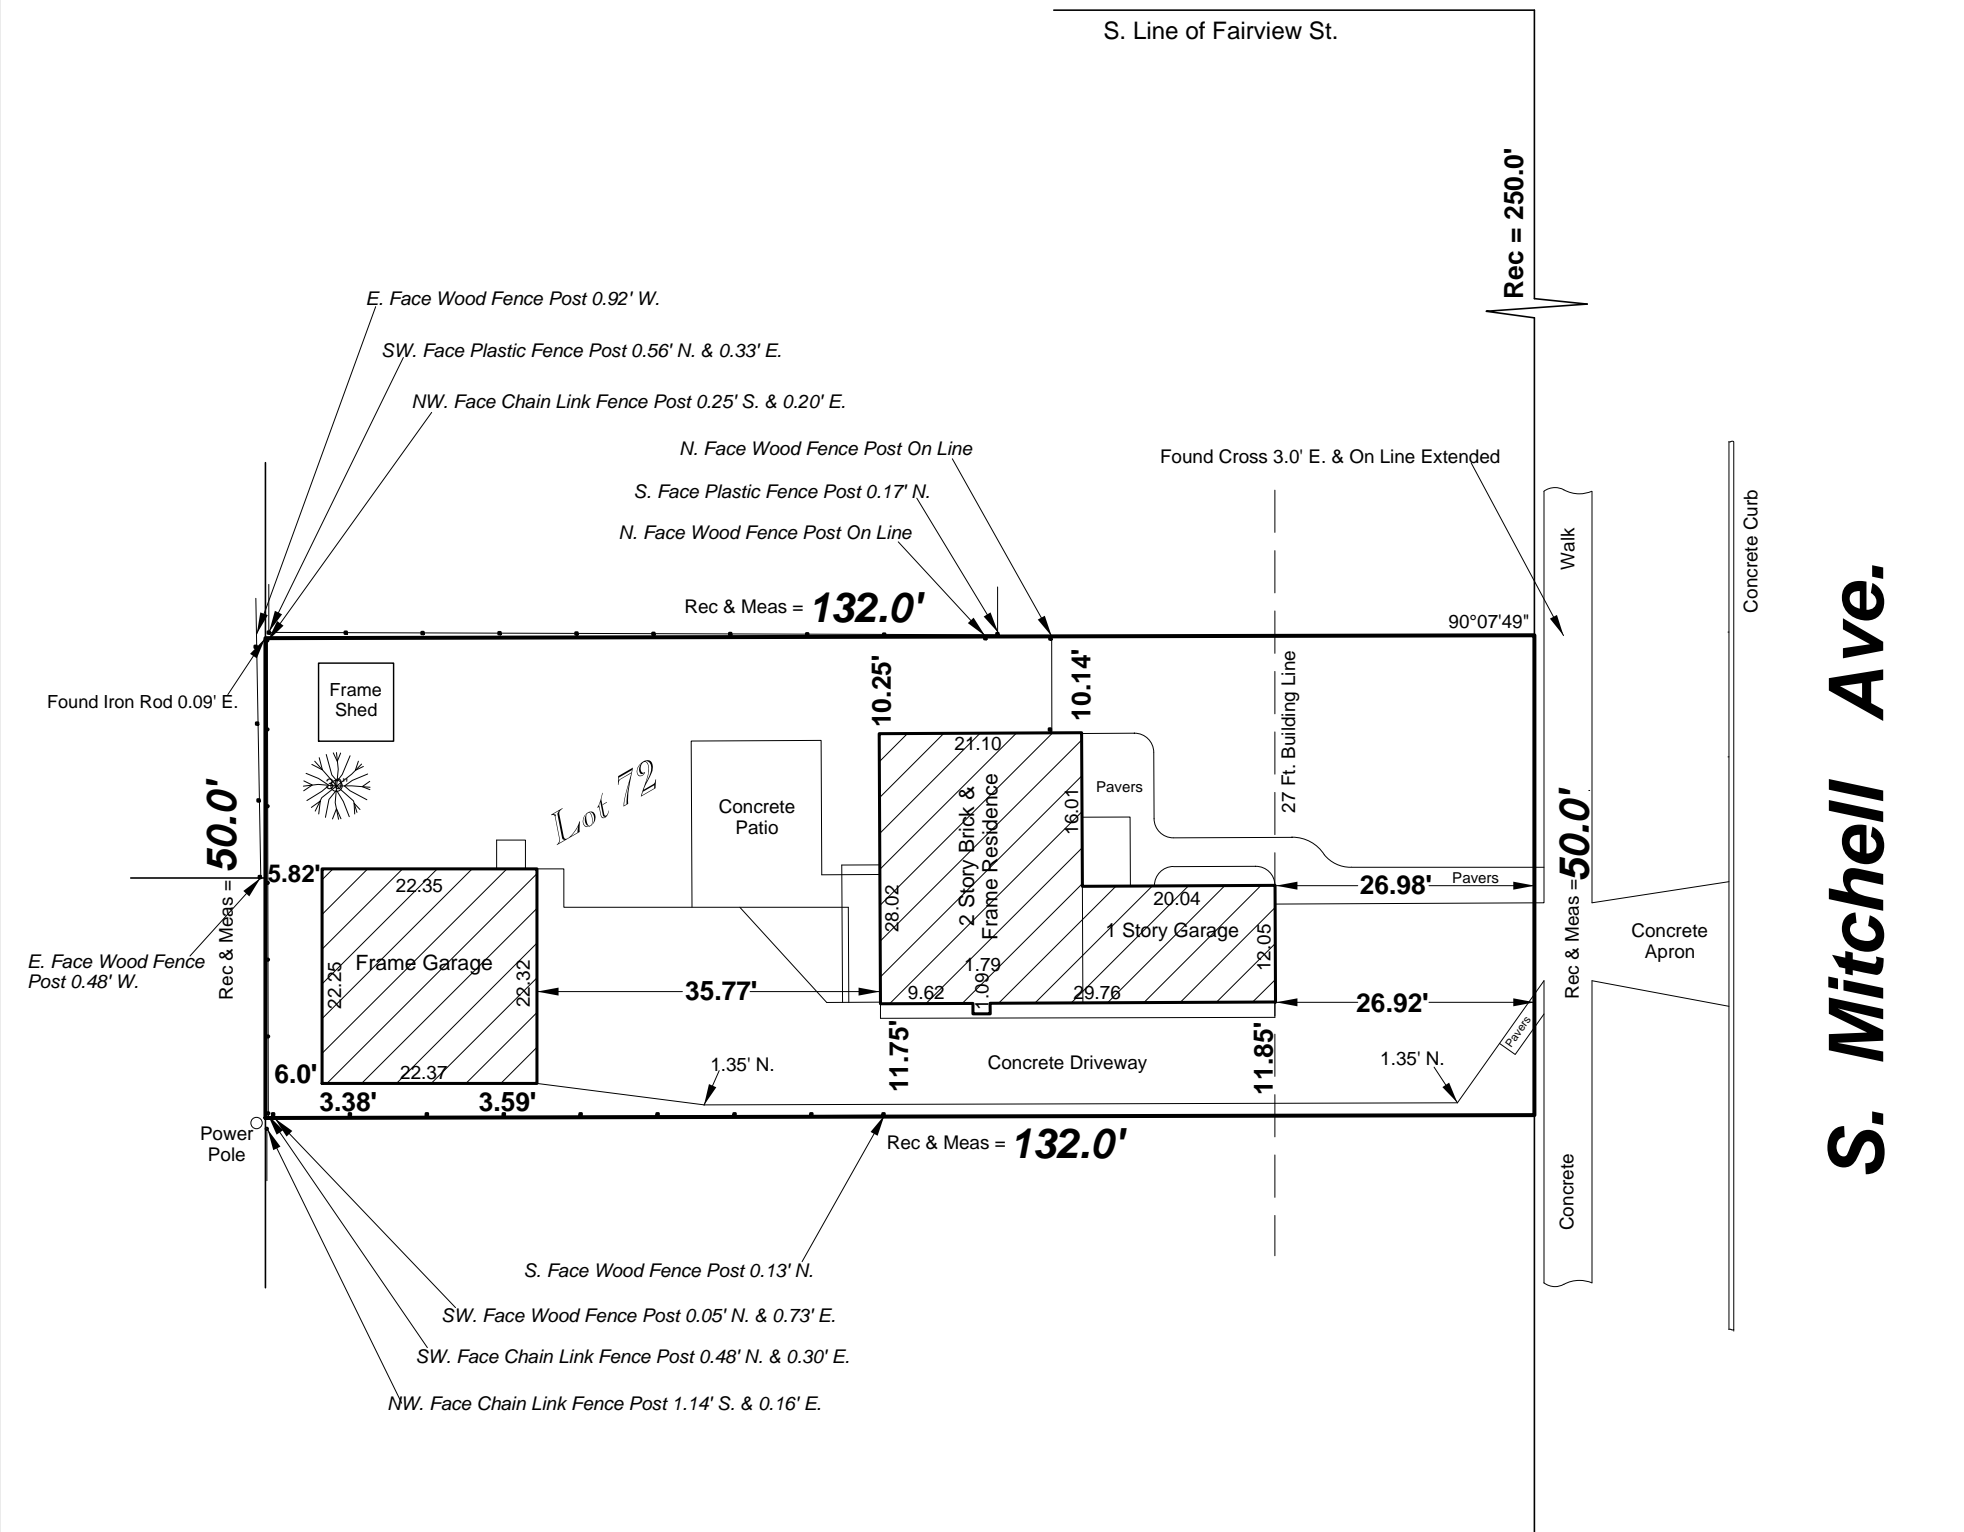 S. Line of Fairview St.
Rec = 250.0'
E. Face Wood Fence Post 0.92' W.
SW. Face Plastic Fence Post 0.56' N. & 0.33' E.
NW. Face Chain Link Fence Post 0.25' S. & 0.20' E.
N. Face Wood Fence Post On Line
S. Face Plastic Fence Post 0.17' N.
N. Face Wood Fence Post On Line
Found Cross 3.0' E. & On Line Extended
Walk
Concrete Curb
Rec & Meas = 132.0'
90°07'49"
Found Iron Rod 0.09' E.
Frame
Shed
30"
Lot 72
10.25'
10.14'
27 Ft. Building Line
Concrete
Patio
21.10
2 Story Brick &
Frame Residence
16.01
28.02
Pavers
Rec & Meas = 50.0'
5.82'
22.35
22.25
Frame Garage
22.32
22.37
E. Face Wood Fence
Post 0.48' W.
35.77'
20.04
1 Story Garage
12.05
1.79
1.09
9.62
29.76
26.98'
Pavers
26.92'
Rec & Meas = 50.0'
Concrete
Apron
Pavers
S. Mitchell Ave.
6.0'
3.38'
3.59'
1.35' N.
11.75'
Concrete Driveway
11.85'
1.35' N.
Power
Pole
Rec & Meas = 132.0'
Concrete
S. Face Wood Fence Post 0.13' N.
SW. Face Wood Fence Post 0.05' N. & 0.73' E.
SW. Face Chain Link Fence Post 0.48' N. & 0.30' E.
NW. Face Chain Link Fence Post 1.14' S. & 0.16' E.